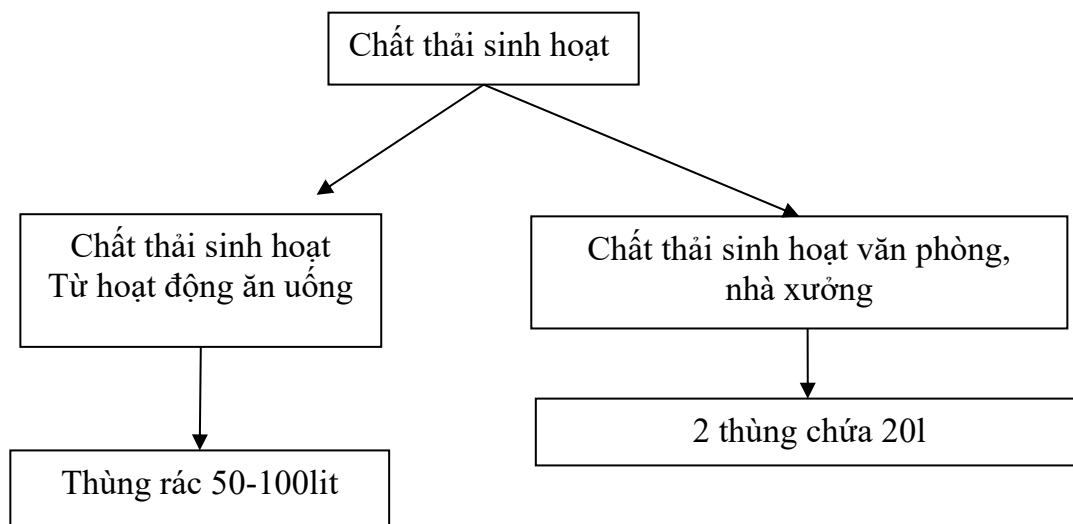 Chất thải sinh hoạt
Chất thải sinh hoạt
Từ hoạt động ăn uống
Chất thải sinh hoạt văn phòng,
nhà xưởng
2 thùng chứa 20l
Thùng rác 50-100lit